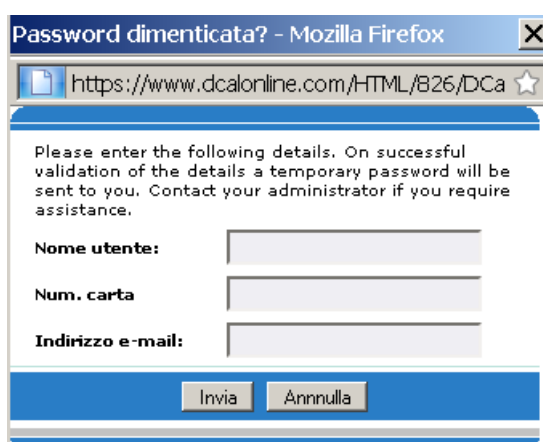 Password dimenticata? - Mozilla Firefox
https://www.dcalonline.com/HTML/826/DCa
Please enter the following details. On successful
validation of the details a temporary password will be
sent to you. Contact your administrator if you require
assistance.
Nome utente:
Num. carta
Indirizzo e-mail:
Invia Annnulla